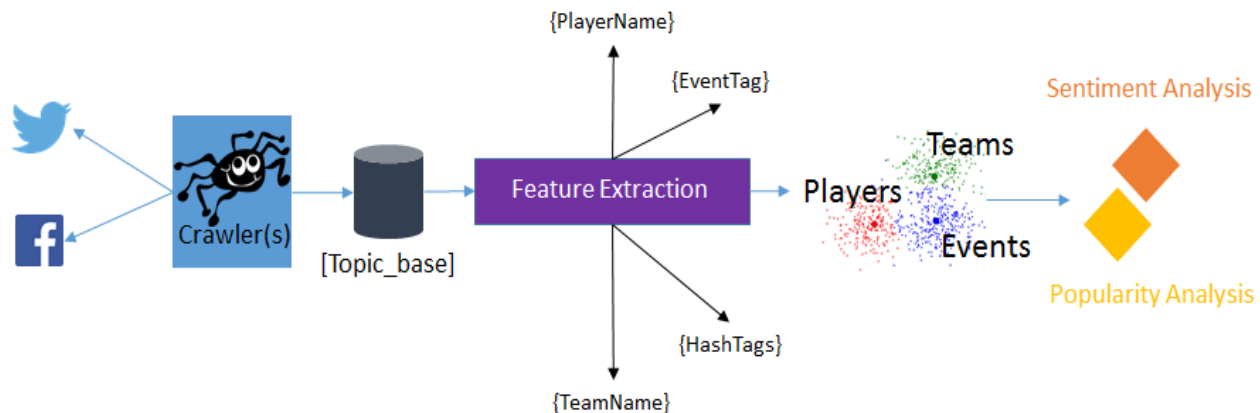 {PlayerName}
{EventTag}
Sentiment Analysis
Teams
Feature Extraction
Players
Crawler(s)
Events
[Topic_base]
Popularity Analysis
{HashTags}
{TeamName}